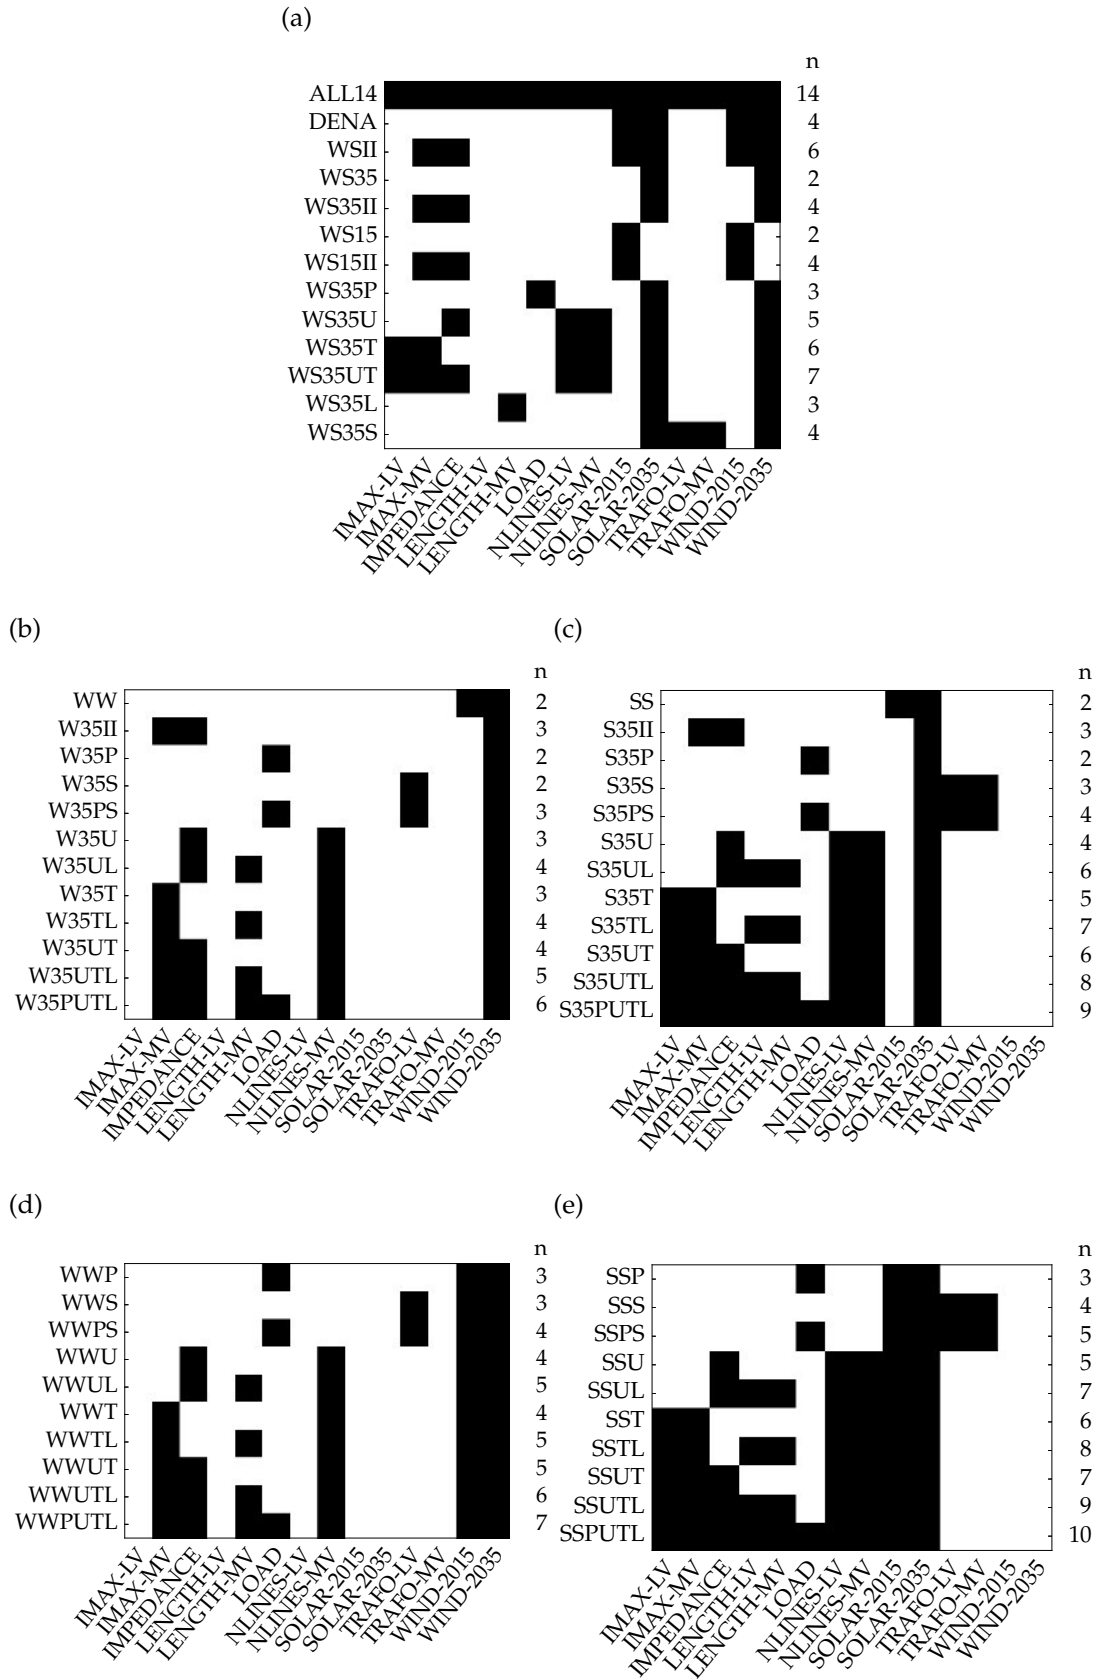 (a)
n
ALL14 14
DENA 4
WSII 6
WS35 2
WS35II 4
WS15 2
WS15II 4
WS35P 3
WS35U 5
WS35T 6
WS35UT 7
WS35L 3
WS35S 4
IMAX-LV
IMAX-MV
IMPEDANCE
LENGTH-LV
LENGTH-MV
LOAD
NLINES-LV
NLINES-MV
SOLAR-2015
SOLAR-2035
TRAFO-LV
TRAFO-MV
WIND-2015
WIND-2035
(b)
n
WW 2
W35II 3
W35P 2
W35S 2
W35PS 3
W35U 3
W35UL 4
W35T 3
W35TL 4
W35UT 4
W35UTL 5
W35PUTL 6
IMAX-LV
IMAX-MV
IMPEDANCE
LENGTH-LV
LENGTH-MV
LOAD
NLINES-LV
NLINES-MV
SOLAR-2015
SOLAR-2035
TRAFO-LV
TRAFO-MV
WIND-2015
WIND-2035
(c)
n
SS 2
S35II 3
S35P 2
S35S 3
S35PS 4
S35U 4
S35UL 6
S35T 5
S35TL 7
S35UT 6
S35UTL 8
S35PUTL 9
IMAX-LV
IMAX-MV
IMPEDANCE
LENGTH-LV
LENGTH-MV
LOAD
NLINES-LV
NLINES-MV
SOLAR-2015
SOLAR-2035
TRAFO-LV
TRAFO-MV
WIND-2015
WIND-2035
(d)
n
WWP 3
WWS 3
WWPS 4
WWU 4
WWUL 5
WWT 4
WWTL 5
WWUT 5
WWUTL 6
WWPUTL 7
IMAX-LV
IMAX-MV
IMPEDANCE
LENGTH-LV
LENGTH-MV
LOAD
NLINES-LV
NLINES-MV
SOLAR-2015
SOLAR-2035
TRAFO-LV
TRAFO-MV
WIND-2015
WIND-2035
(e)
n
SSP 3
SSS 4
SSPS 5
SSU 5
SSUL 7
SST 6
SSTL 8
SSUT 7
SSUTL 9
SSPUTL 10
IMAX-LV
IMAX-MV
IMPEDANCE
LENGTH-LV
LENGTH-MV
LOAD
NLINES-LV
NLINES-MV
SOLAR-2015
SOLAR-2035
TRAFO-LV
TRAFO-MV
WIND-2015
WIND-2035